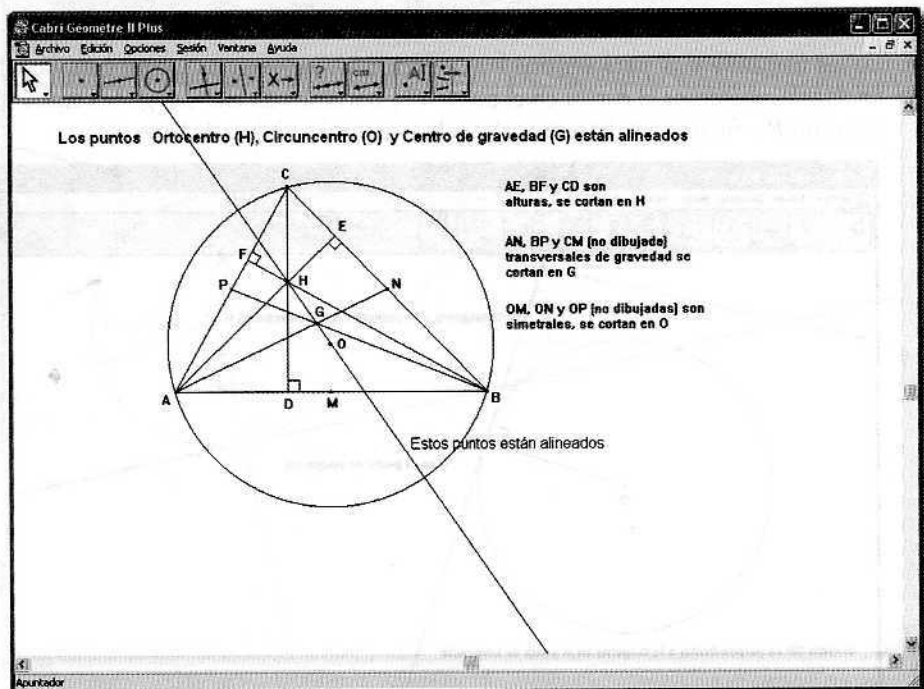 Cabri Géomètre II Plus
Archivo Edición Opciones Sesión Ventana Ayuda
Los puntos Ortocentro (H), Circuncentro (O) y Centro de gravedad (G) están alineados
C
AE, BF y CD son
alturas, se cortan en H
E
F
AN, BP y CM (no dibujada)
transversales de gravedad se
cortan en G
H
P
N
G
OM, ON y OP (no dibujadas) son
simetrales, se cortan en O
O
A
D
M
B
Estos puntos están alineados
Apuntador